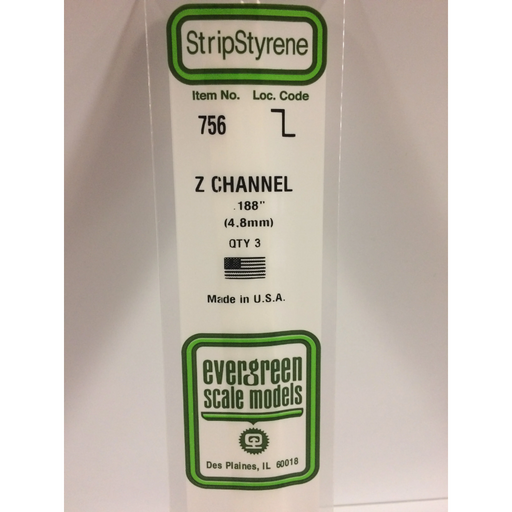 StripStyrene
Item No. Loc. Code
756
Z CHANNEL
.188"
(4.8mm)
QTY 3
Made in U.S.A.
evergreen
scale models
Des Plaines, IL 60018